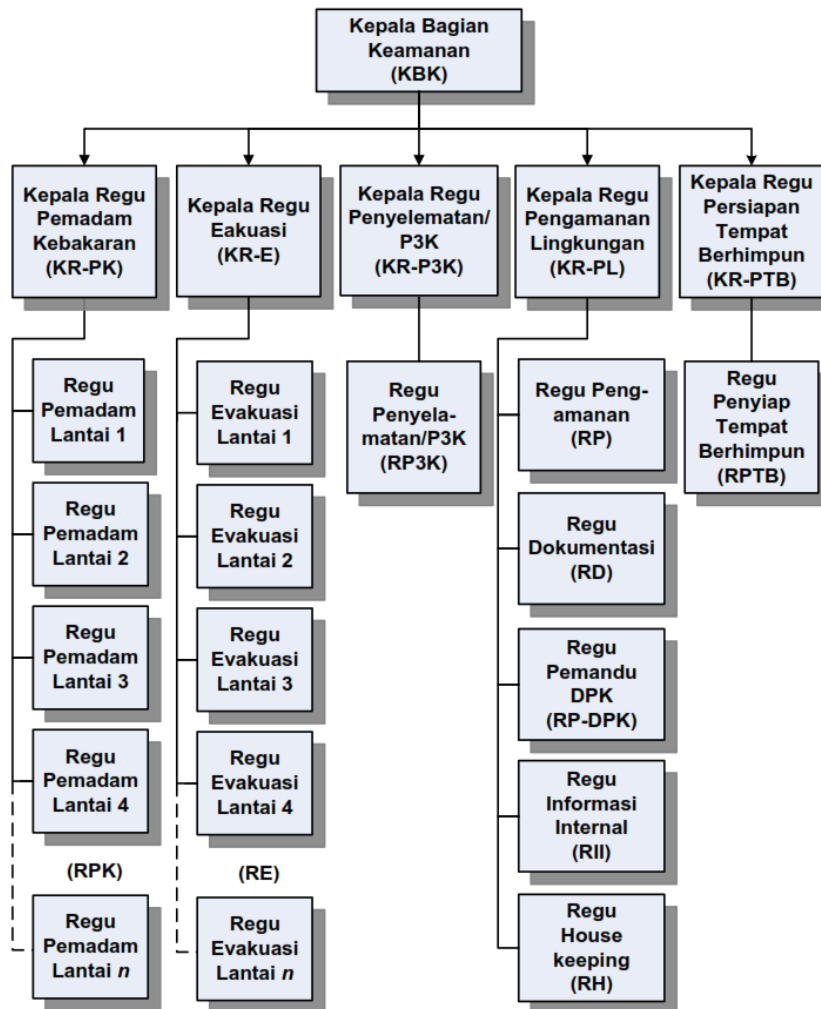 Kepala Bagian
Keamanan
(KBK)
Kepala Regu
Pemadam
Kebakaran
(KR-PK)
Kepala Regu
Eakuasi
(KR-E)
Kepala Regu
Penyelematan/
P3K
(KR-P3K)
Kepala Regu
Pengamanan
Lingkungan
(KR-PL)
Kepala Regu
Persiapan
Tempat
Berhimpun
(KR-PTB)
Regu
Pemadam
Lantai 1
Regu
Pemadam
Lantai 2
Regu
Pemadam
Lantai 3
Regu
Pemadam
Lantai 4
(RPK)
Regu
Pemadam
Lantai n
Regu
Evakuasi
Lantai 1
Regu
Evakuasi
Lantai 2
Regu
Evakuasi
Lantai 3
Regu
Evakuasi
Lantai 4
(RE)
Regu
Evakuasi
Lantai n
Regu
Penyela-
matan/P3K
(RP3K)
Regu Peng-
amanan
(RP)
Regu
Dokumentasi
(RD)
Regu
Pemandu
DPK
(RP-DPK)
Regu
Informasi
Internal
(RII)
Regu
House
keeping
(RH)
Regu
Penyiap
Tempat
Berhimpun
(RPTB)